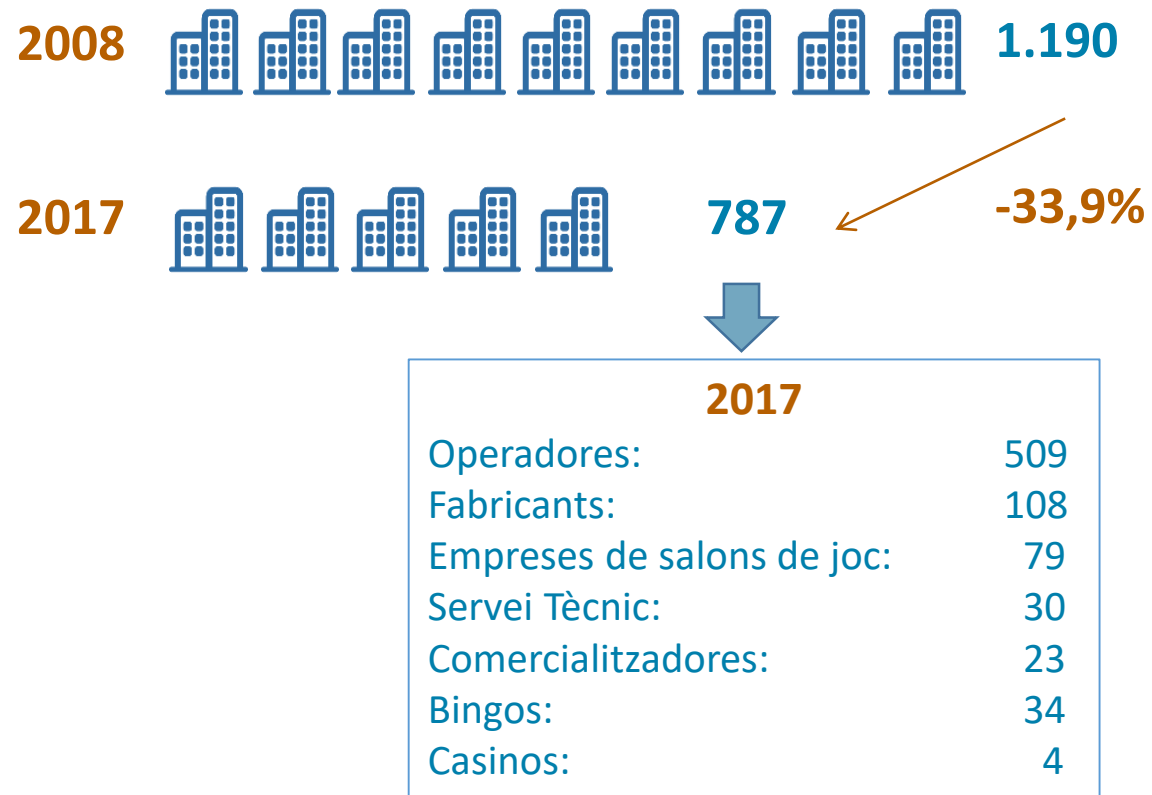 2008 1.190
2017 787 -33,9%
2017
Operadores: 509
Fabricants: 108
Empreses de salons de joc: 79
Servei Tècnic: 30
Comercialitzadores: 23
Bingos: 34
Casinos: 4